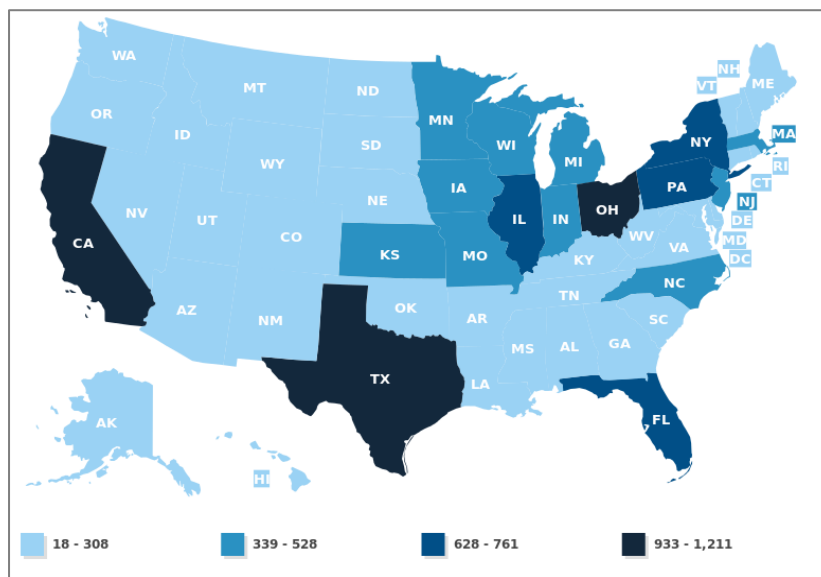 WA
NH
VT
ME
MT
ND
OR
MN
ID
SD
WI
NY
MA
MI
WY
RI
IA
PA
CT
NE
NJ
NV
OH
IL
IN
DE
UT
CO
WV
CA
MD
VA
KS
MO
DC
KY
NC
TN
OK
AZ
AR
SC
NM
GA
MS
AL
TX
LA
FL
AK
HI
18 - 308 339 - 528 628 - 761 933 - 1,211